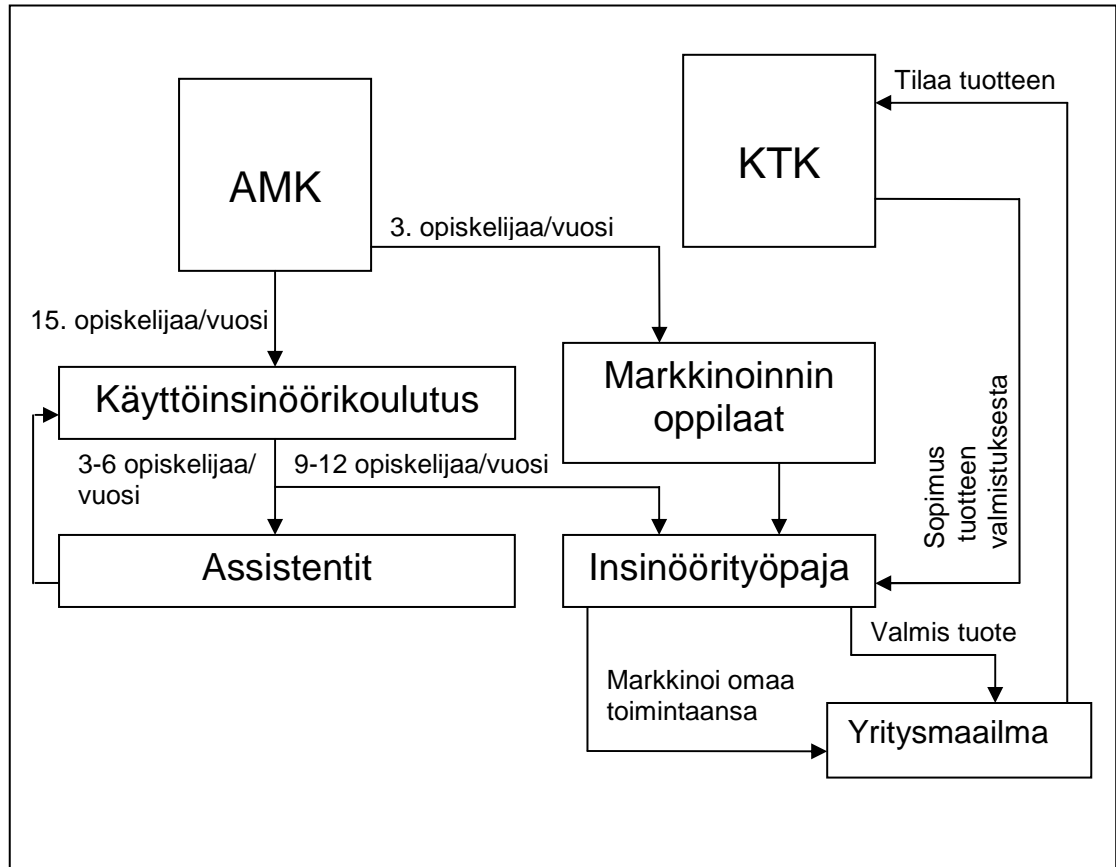 Tilaa tuotteen
AMK
KTK
3. opiskelijaa/vuosi
15. opiskelijaa/vuosi
Käyttöinsinöörikoulutus
Markkinoinnin
oppilaat
3-6 opiskelijaa/
vuosi
9-12 opiskelijaa/vuosi
Sopimus
tuotteen
valmistuksesta
Assistentit
Insinöörityöpaja
Valmis tuote
Markkinoi omaa
toimintaansa
Yritysmaailma